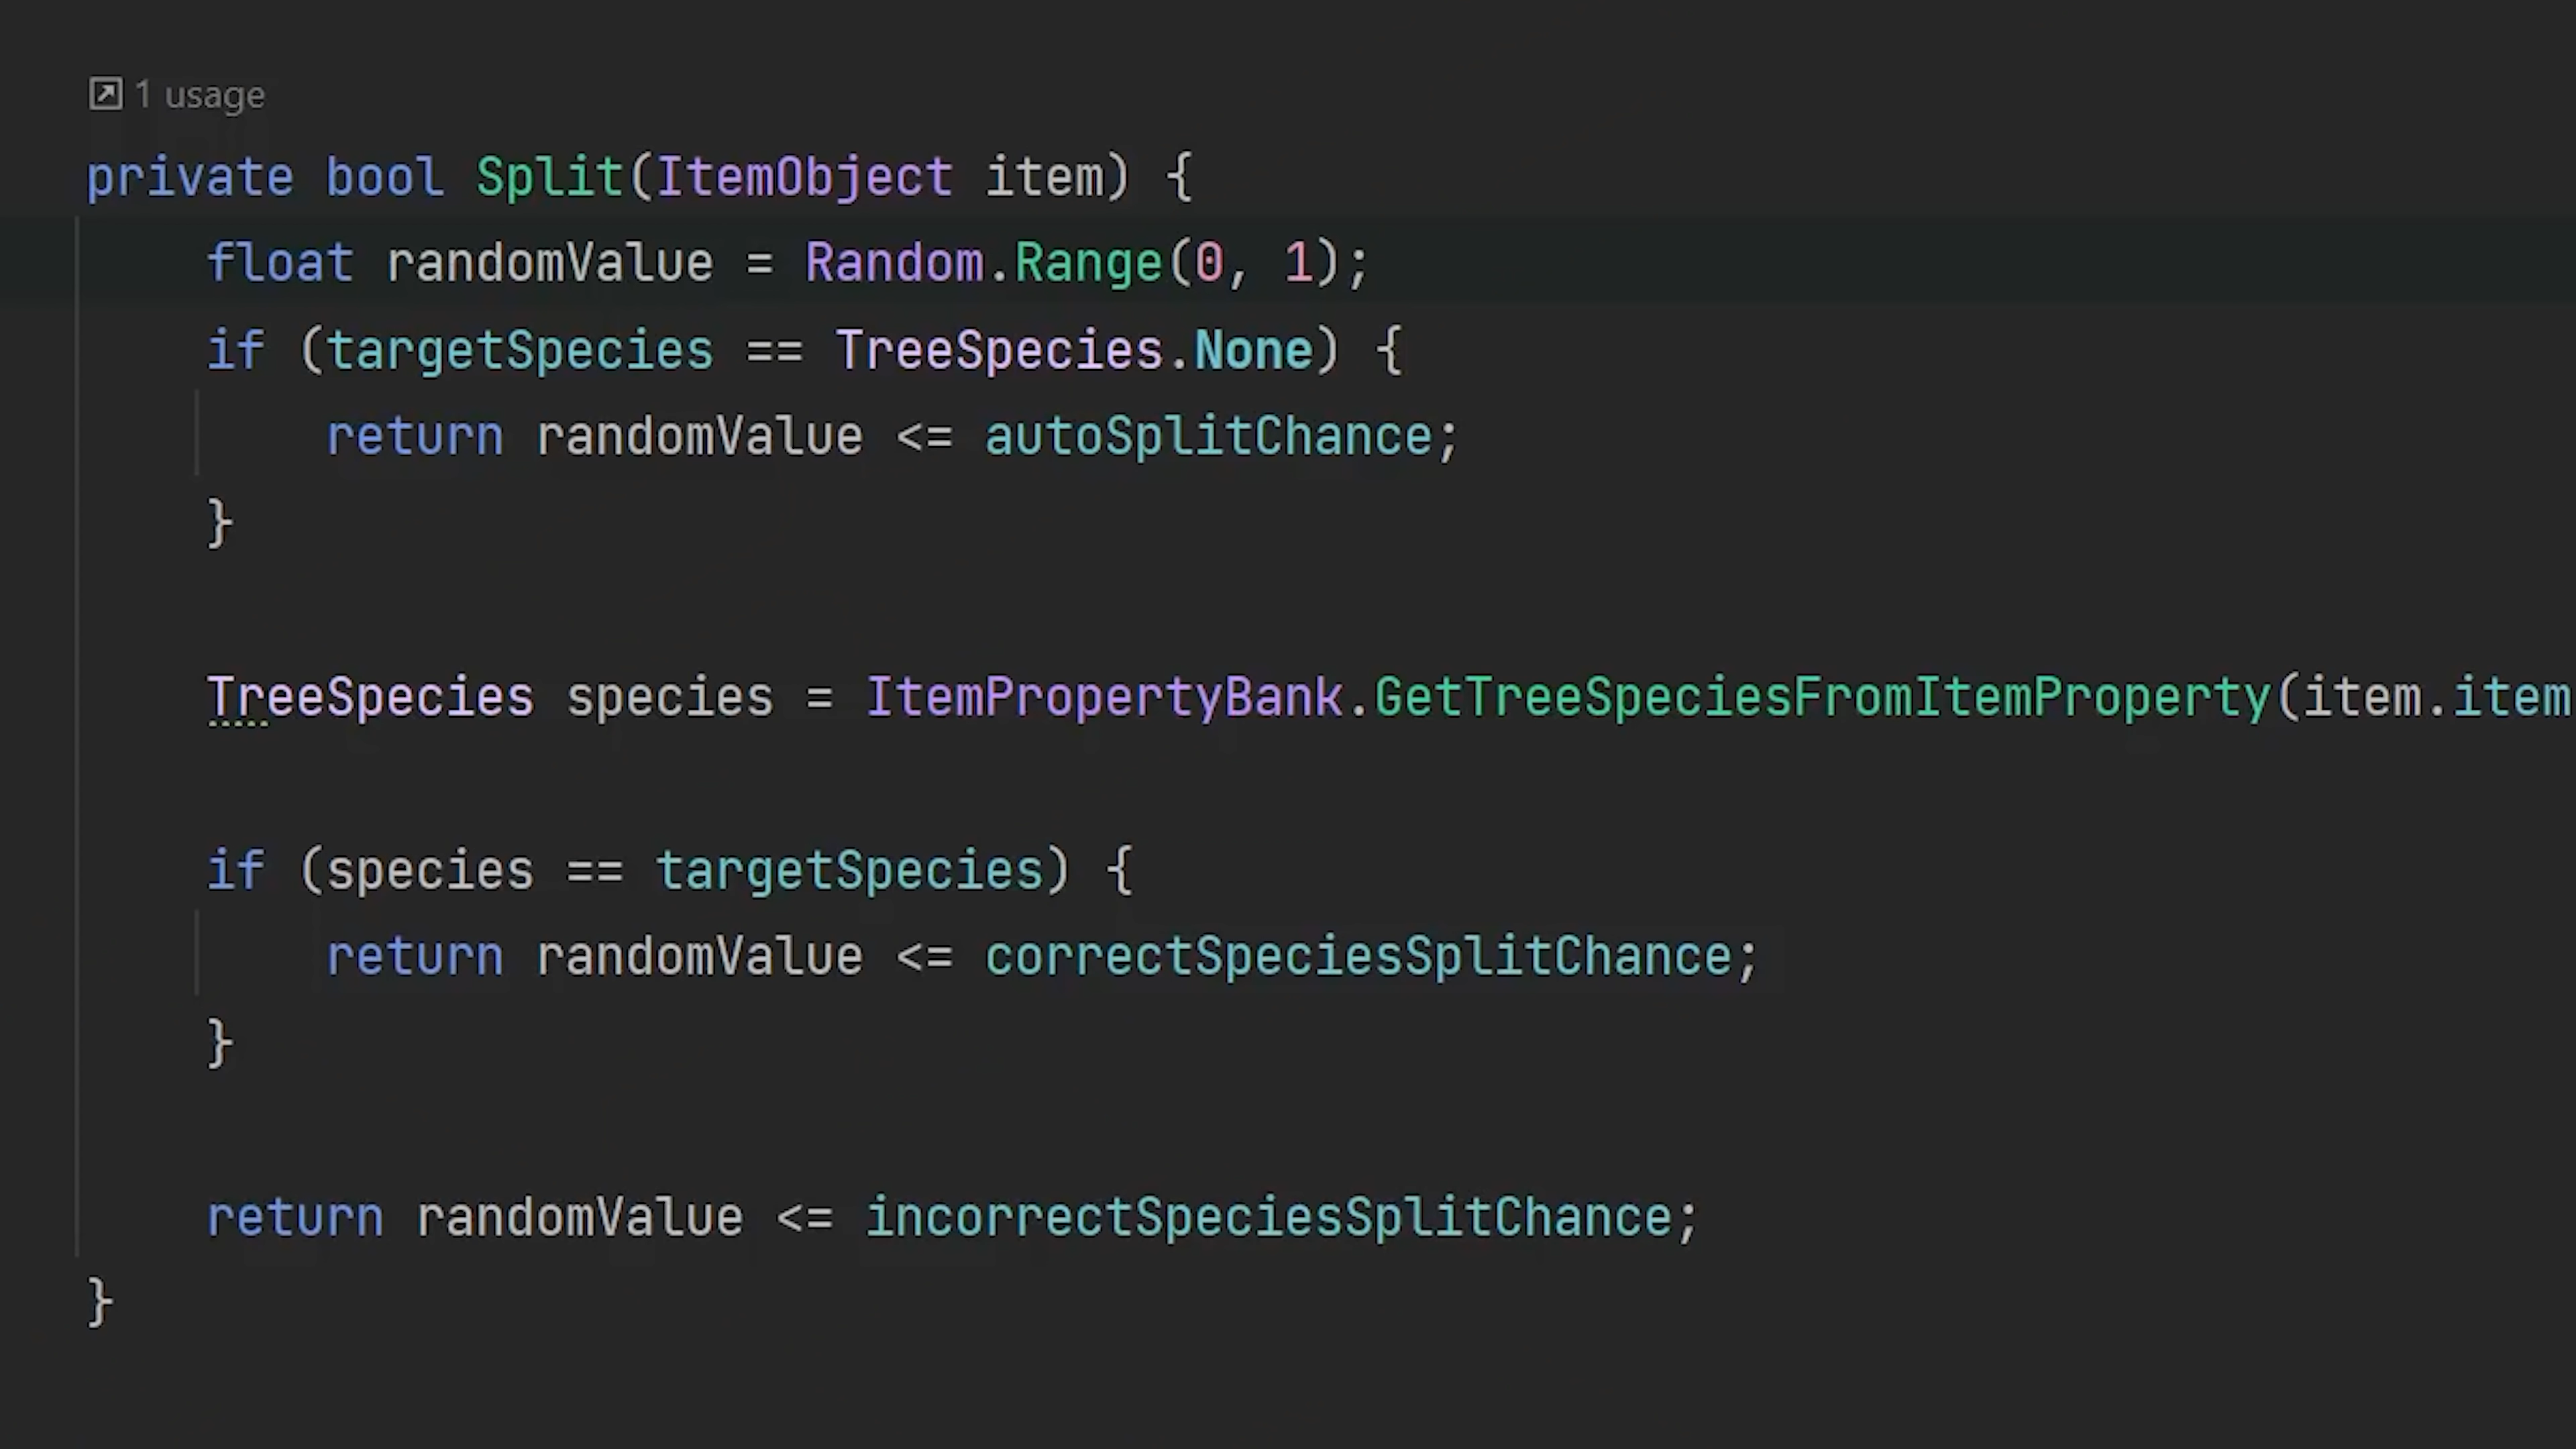 1 usage
private bool Split(ItemObject item) {
float randomValue = Random.Range(0, 1);
if (targetSpecies == TreeSpecies.None) {
return randomValue <= autoSplitChance;
}
TreeSpecies species = ItemPropertyBank.GetTreeSpeciesFromItemProperty(item.item
if (species == targetSpecies) {
return randomValue <= correctSpeciesSplitChance;
}
return randomValue <= incorrectSpeciesSplitChance;
}